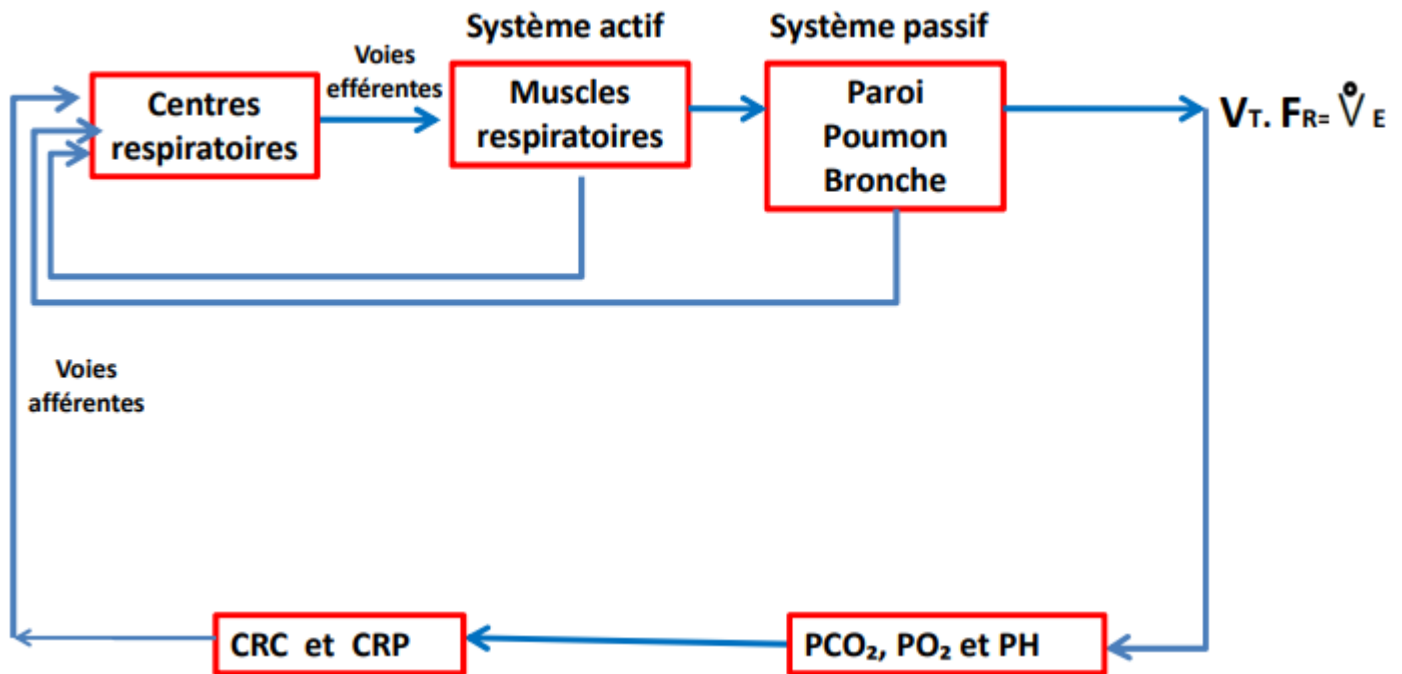 Système actif
Système passif
Voies
efférentes
Centres
respiratoires
Muscles
respiratoires
Paroi
Poumon
Bronche
VT. FR= V̊ E
Voies
afférentes
CRC et CRP
PCO₂, PO₂ et PH